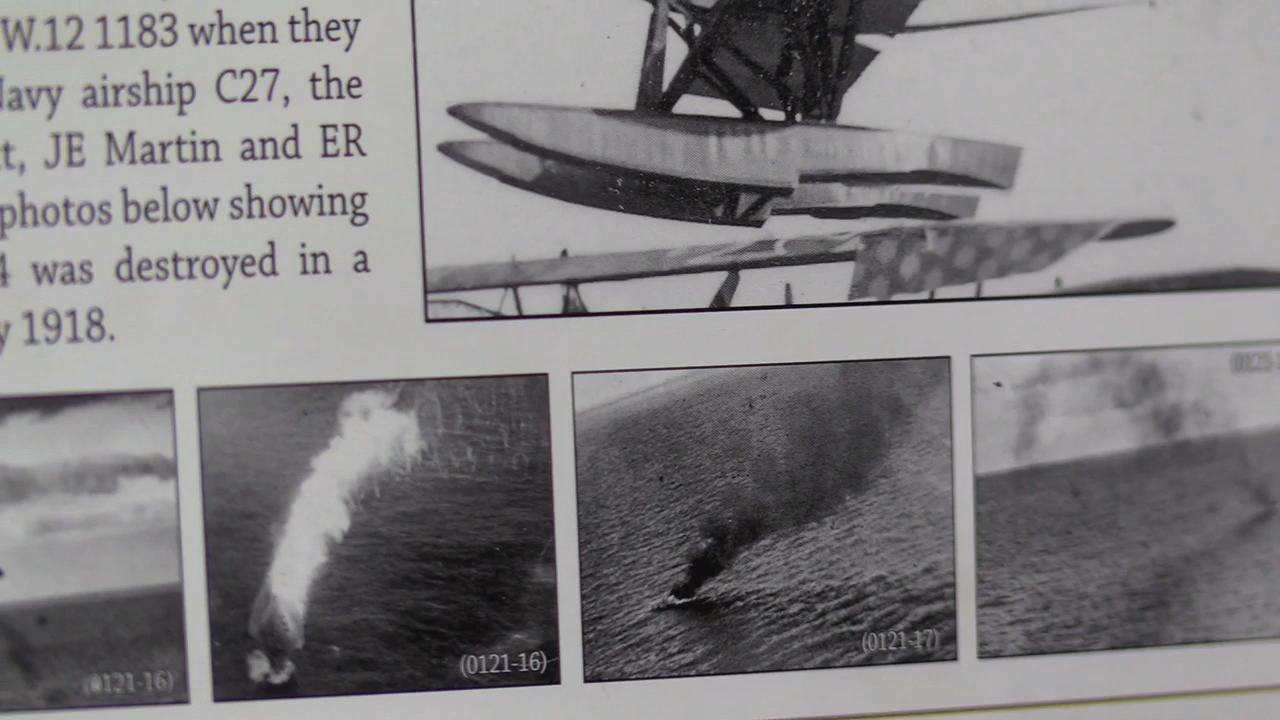 W.12 1183 when they
Navy airship C27, the
t, JE Martin and ER
photos below showing
4 was destroyed in a
y 1918.
(0121-16)
(0121-16)
(0121-17)